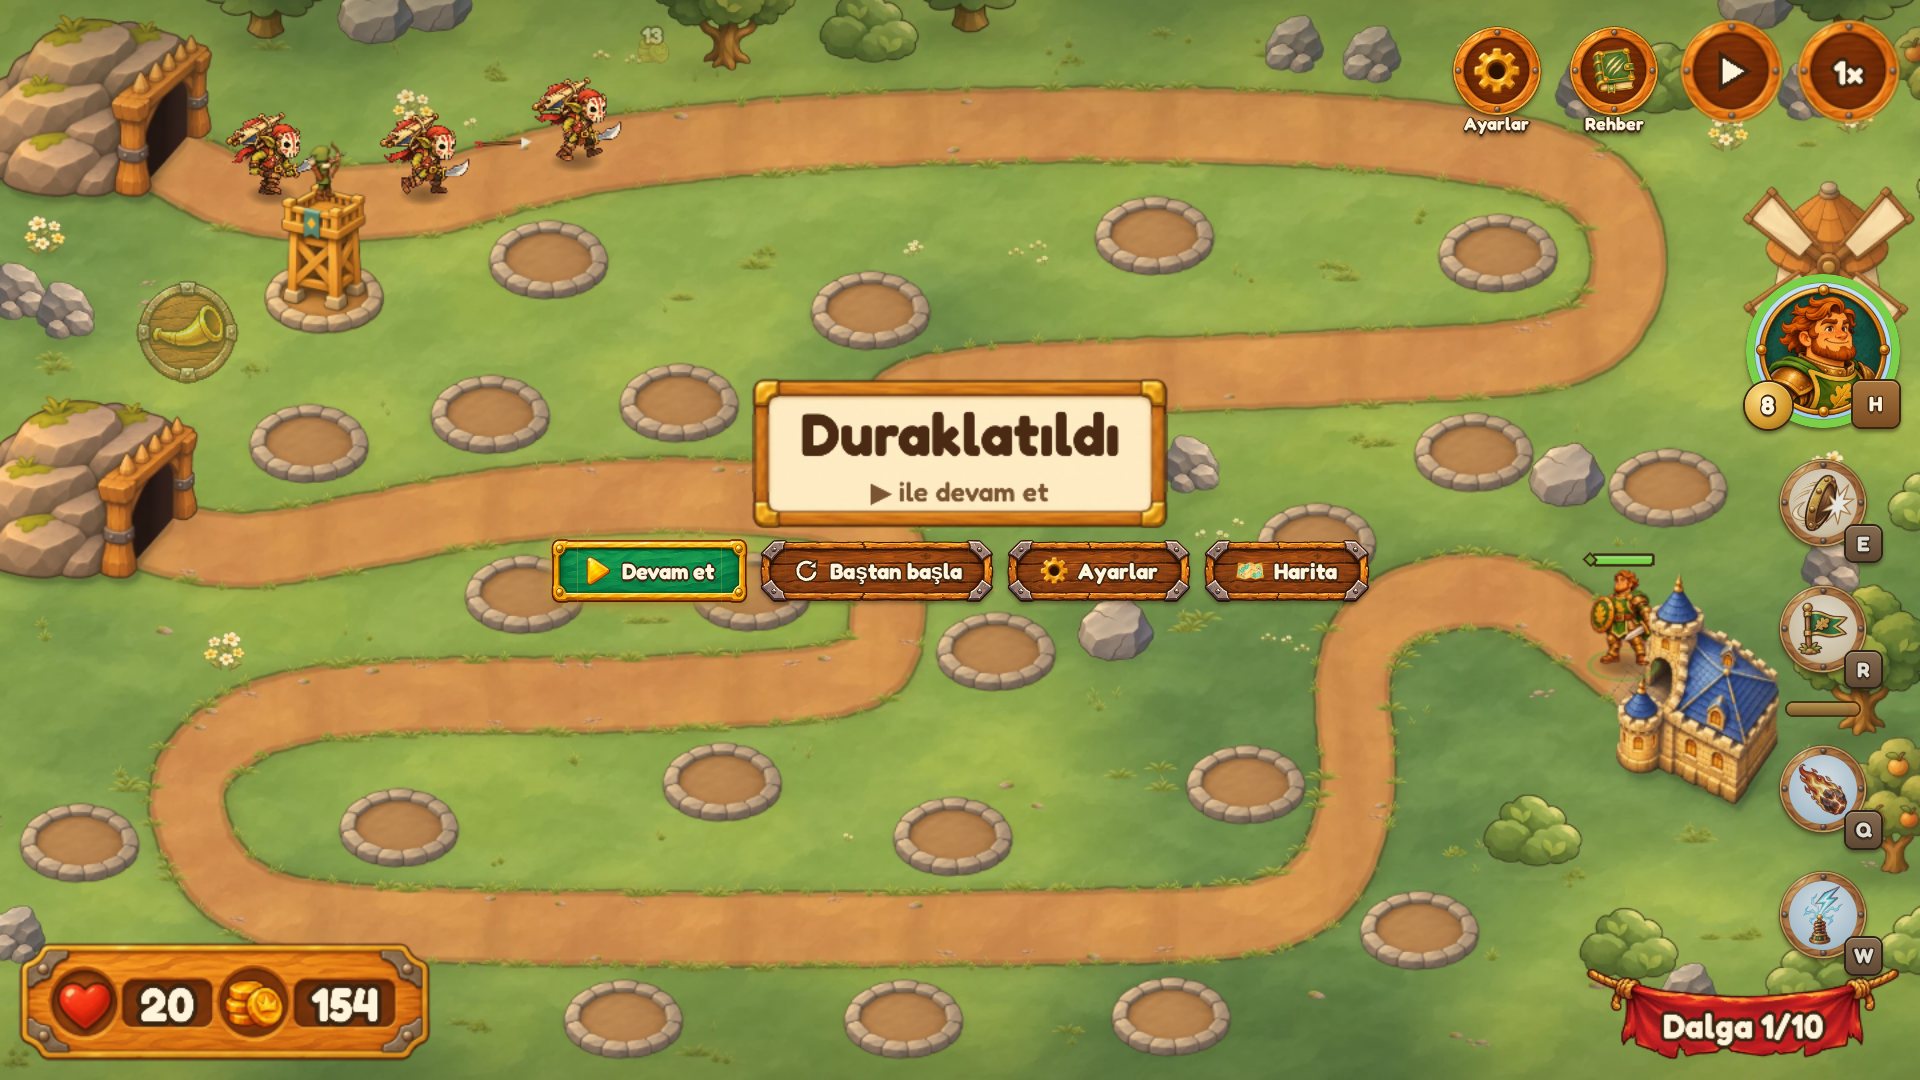 13
Ayarlar
Rehber
1x
8
H
Duraklatıldı
▶ ile devam et
Devam et
Baştan başla
Ayarlar
Harita
E
R
Q
W
20
154
Dalga 1/10